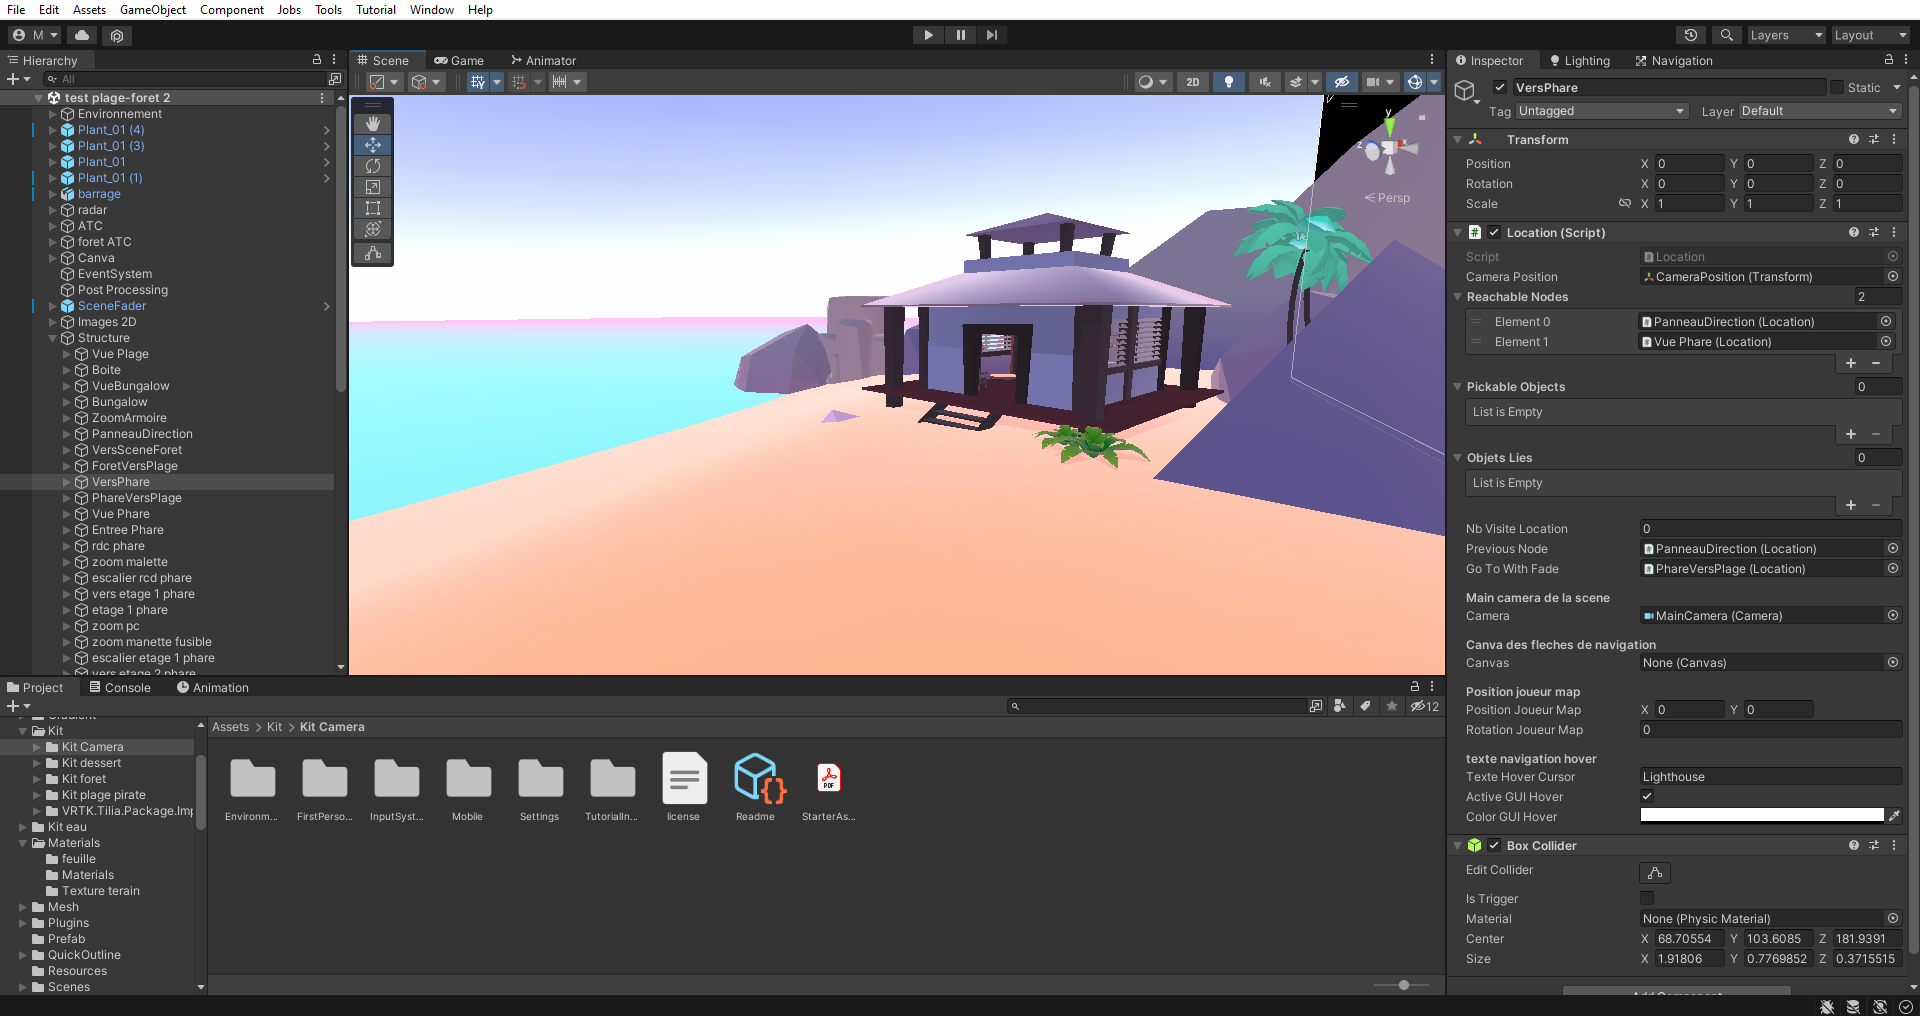 File Edit Assets GameObject Component Jobs Tools Tutorial Window Help
M
Layers
Layout
Hierarchy
All
test plage-foret 2
Environnement
Plant_01 (4)
Plant_01 (3)
Plant_01
Plant_01 (1)
barrage
radar
ATC
foret ATC
Canva
EventSystem
Post Processing
SceneFader
Images 2D
Structure
Vue Plage
Boite
VueBungalow
Bungalow
ZoomArmoire
PanneauDirection
VersSceneForet
ForetVersPlage
VersPhare
PhareVersPlage
Vue Phare
Entree Phare
rdc phare
zoom malette
escalier rcd phare
vers etage 1 phare
etage 1 phare
zoom pc
zoom manette fusible
escalier etage 1 phare
vers etage 2 phare
Scene Game Animator
2D
y
x
z
Persp
Inspector Lighting Navigation
VersPhare
Static
Tag Untagged Layer Default
Transform
Position X 0 Y 0 Z 0
Rotation X 0 Y 0 Z 0
Scale X 1 Y 1 Z 1
Location (Script)
Script Location
Camera Position CameraPosition (Transform)
Reachable Nodes 2
Element 0 PanneauDirection (Location)
Element 1 Vue Phare (Location)
Pickable Objects 0
List is Empty
Objets Lies 0
List is Empty
Nb Visite Location 0
Previous Node PanneauDirection (Location)
Go To With Fade PhareVersPlage (Location)
Main camera de la scene
Camera MainCamera (Camera)
Canva des fleches de navigation
Canvas None (Canvas)
Position joueur map
Position Joueur Map X 0 Y 0
Rotation Joueur Map 0
texte navigation hover
Texte Hover Cursor Lighthouse
Active GUI Hover
Color GUI Hover
Box Collider
Edit Collider
Is Trigger
Material None (Physic Material)
Center X 68.70554 Y 103.6085 Z 181.9391
Size X 1.91806 Y 0.7769852 Z 0.3715515
Add Component
Project Console Animation
12
Gradient
Kit
Kit Camera
Kit dessert
Kit foret
Kit plage pirate
VRTK.Tilia.Package.Imp
Kit eau
Materials
feuille
Materials
Texture terain
Mesh
Plugins
Prefab
QuickOutline
Resources
Scenes
Assets > Kit > Kit Camera
PDF
Environm... FirstPerso... InputSyst... Mobile Settings TutorialIn... license Readme StarterAs...